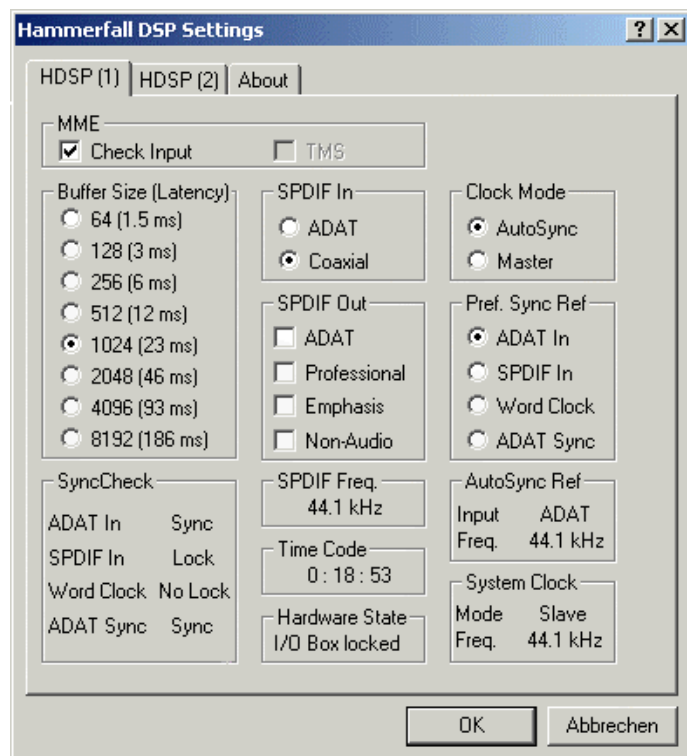 Hammerfall DSP Settings
HDSP (1) HDSP (2) About
MME
Check Input TMS
Buffer Size (Latency)
64 (1.5 ms)
128 (3 ms)
256 (6 ms)
512 (12 ms)
1024 (23 ms)
2048 (46 ms)
4096 (93 ms)
8192 (186 ms)
SPDIF In
ADAT
Coaxial
Clock Mode
AutoSync
Master
SPDIF Out
ADAT
Professional
Emphasis
Non-Audio
Pref. Sync Ref
ADAT In
SPDIF In
Word Clock
ADAT Sync
SyncCheck
ADAT In Sync
SPDIF In Lock
Word Clock No Lock
ADAT Sync Sync
SPDIF Freq.
44.1 kHz
Time Code
0 : 18 : 53
Hardware State
I/O Box locked
AutoSync Ref
Input ADAT
Freq. 44.1 kHz
System Clock
Mode Slave
Freq. 44.1 kHz
OK Abbrechen